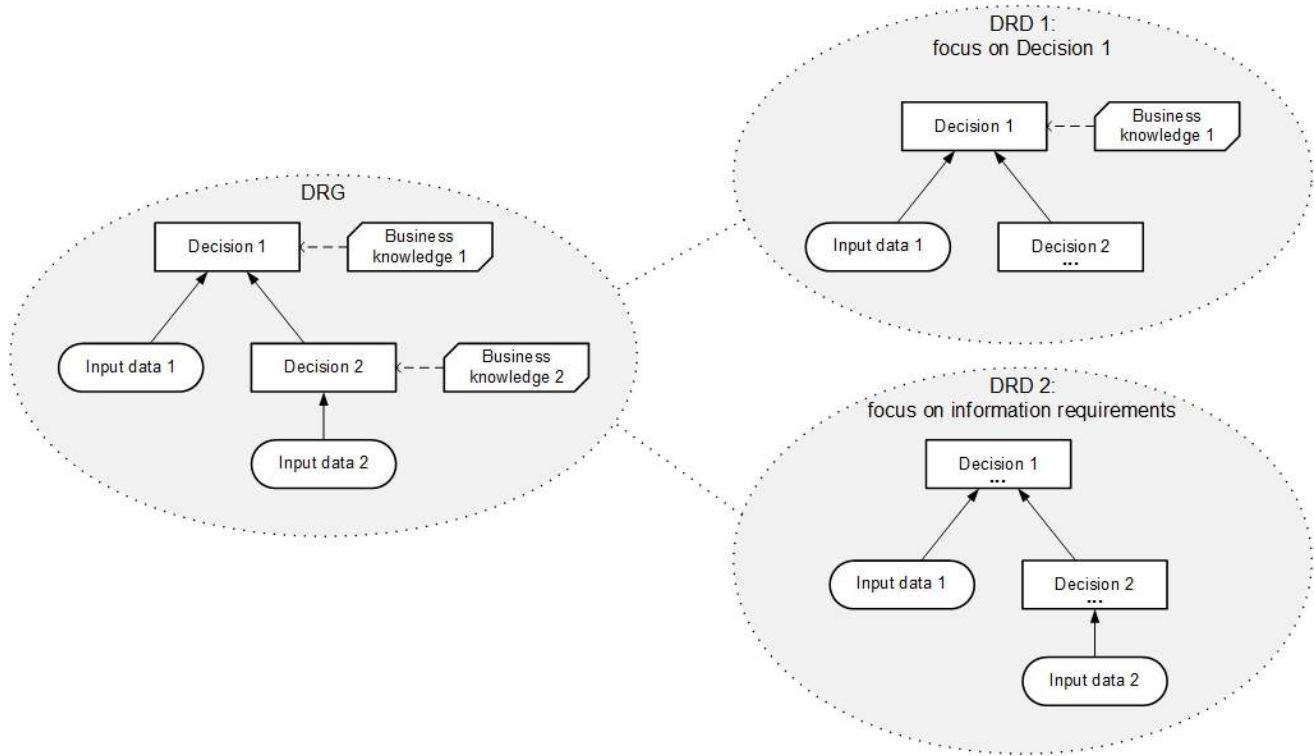 DRG
Decision 1
Business
knowledge 1
Input data 1
Decision 2
Business
knowledge 2
Input data 2
DRD 1:
focus on Decision 1
Decision 1
Business
knowledge 1
Input data 1
Decision 2
...
DRD 2:
focus on information requirements
Decision 1
...
Input data 1
Decision 2
...
Input data 2